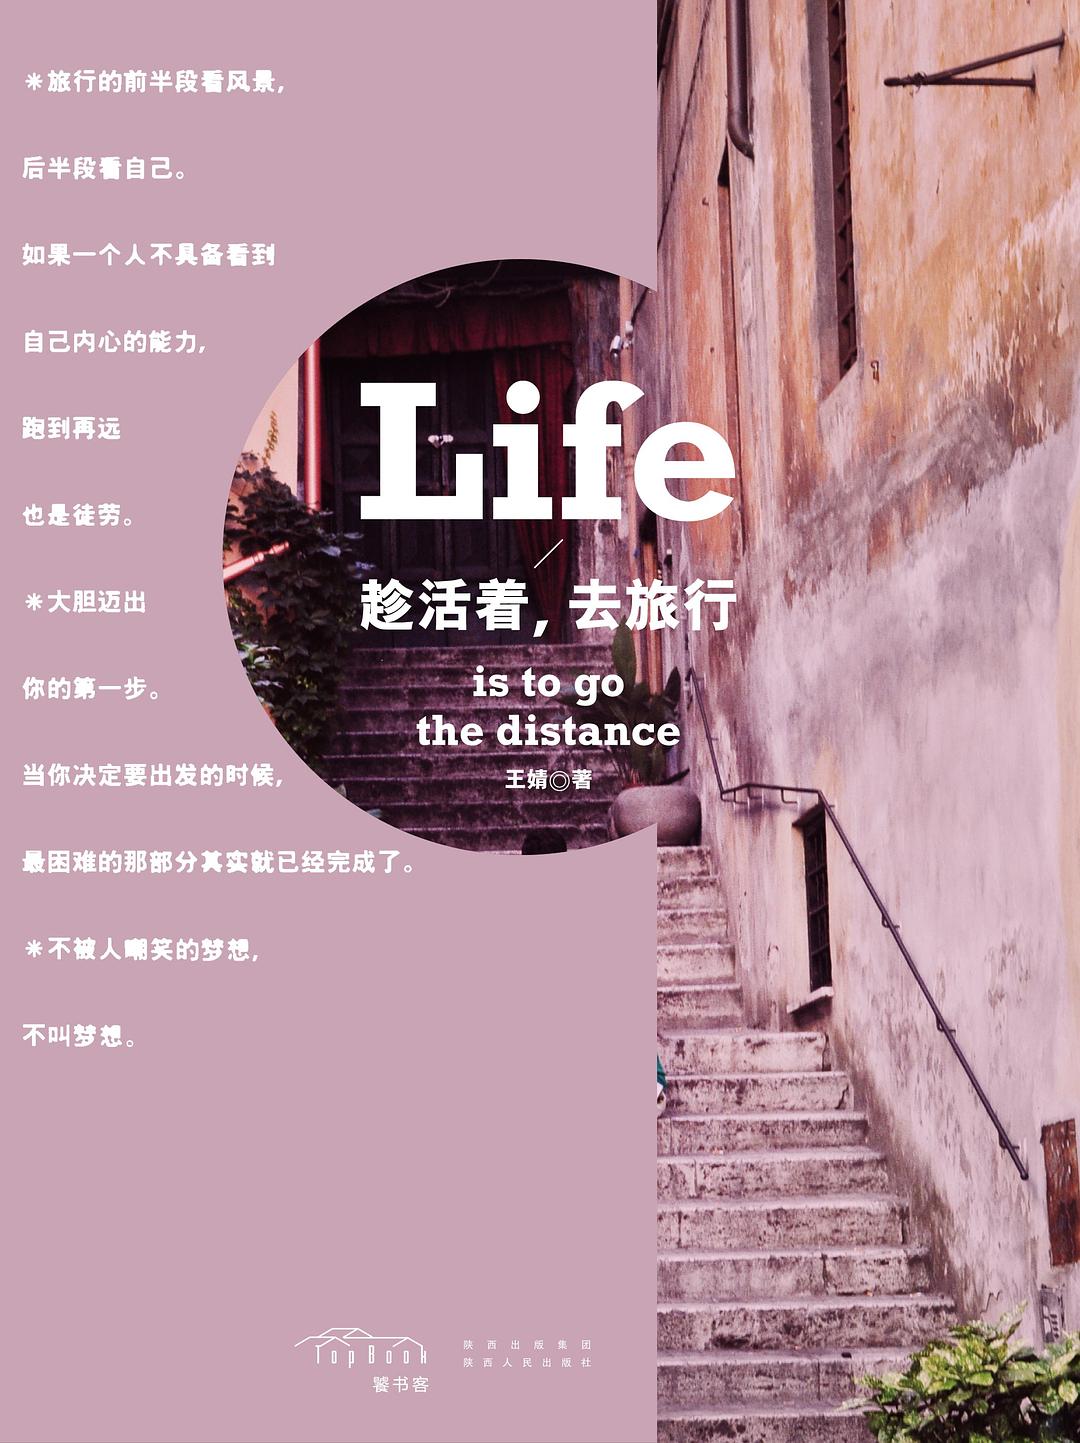 *旅行的前半段看风景,
后半段看自己。
如果一个人不具备看到
自己内心的能力,
跑到再远
也是徒劳。
*大胆迈出
你的第一步。
当你决定要出发的时候,
最困难的那部分其实就已经完成了。
*不被人嘲笑的梦想,
不叫梦想。
Life
趁活着,去旅行
is to go
the distance
王婧◎著
TopBook
饕书客
陕西出版集团
陕西人民出版社